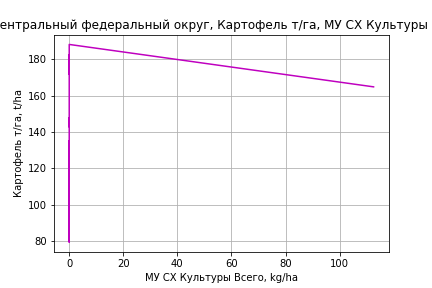 ентральный федеральный округ, Картофель т/га, МУ СХ Культуры
180
160
140
120
100
80
Картофель т/га, t/ha
0 20 40 60 80 100
МУ СХ Культуры Всего, kg/ha